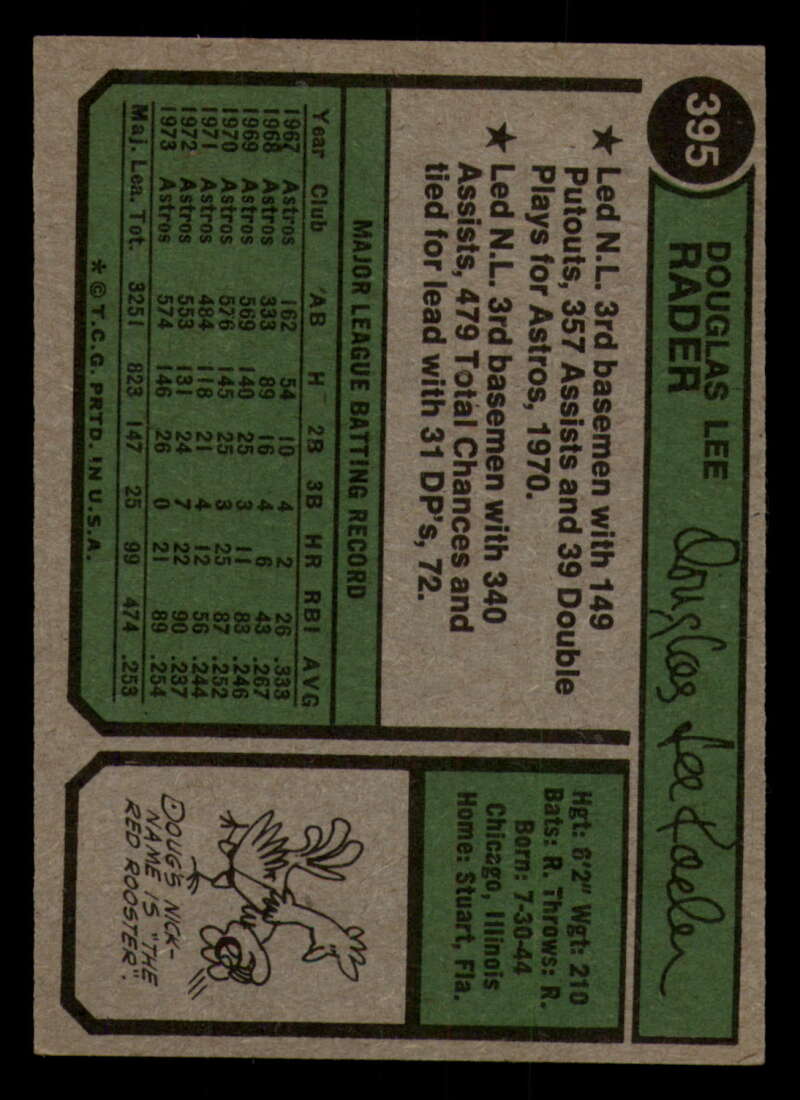 395
DOUGLAS LEE
RADER
Douglas Lee Rader
★ Led N.L. 3rd basemen with 149
Putouts, 357 Assists and 39 Double
Plays for Astros, 1970.
★ Led N.L. 3rd basemen with 340
Assists, 479 Total Chances and
tied for lead with 31 DP's, 72.
MAJOR LEAGUE BATTING RECORD
Year Club AB H 2B 3B HR RBI AVG
1967 Astros 162 54 10 4 2 26 .333
1968 Astros 333 89 16 4 6 43 .267
1969 Astros 569 140 25 3 11 83 .246
1970 Astros 576 145 25 3 25 87 .252
1971 Astros 484 118 21 4 12 56 .244
1972 Astros 553 131 24 7 22 90 .237
1973 Astros 574 146 26 0 21 89 .254
Maj. Lea. Tot. 3251 823 147 25 99 474 .253
* © T.C.G. PRTD. IN U.S.A.
Hgt: 6'2" Wgt: 210
Bats: R. Throws: R.
Born: 7-30-44
Chicago, Illinois
Home: Stuart, Fla.
DOUG'S NICK-
NAME IS "THE
RED ROOSTER".